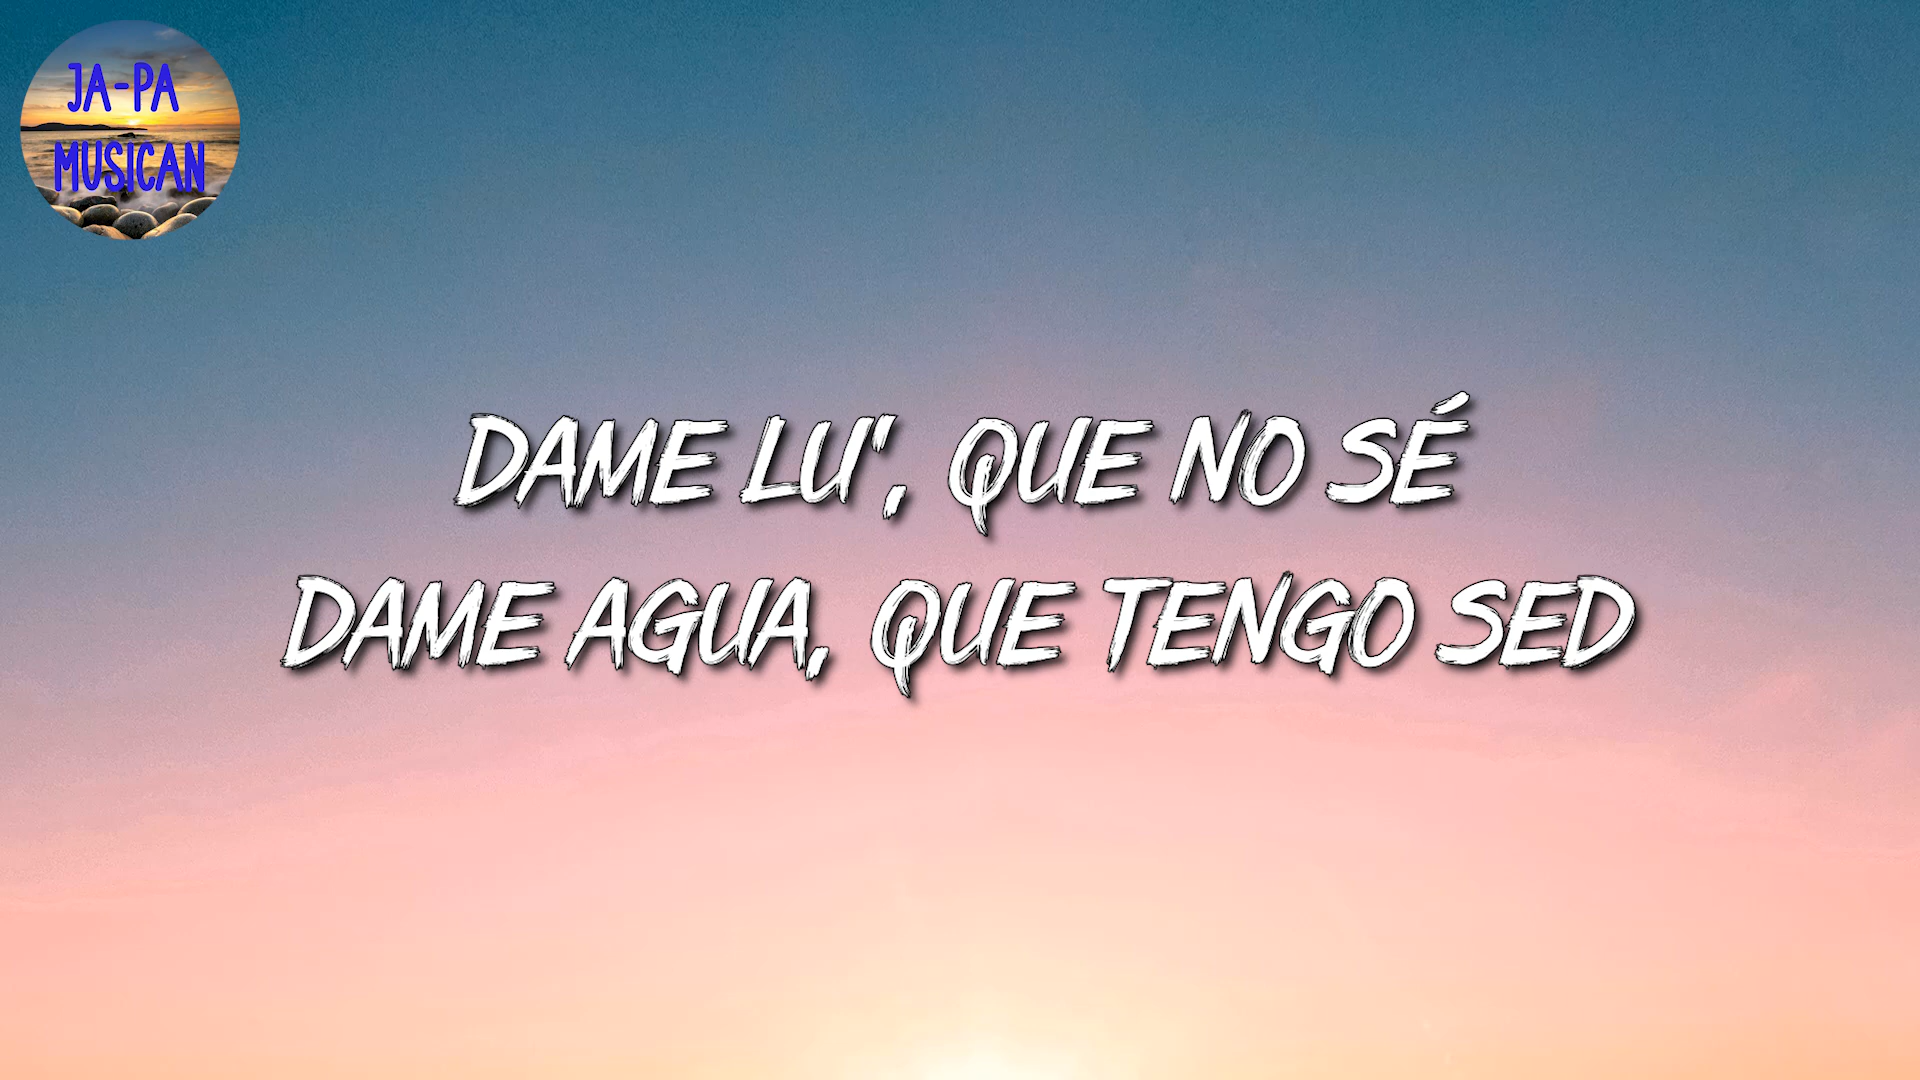 JA-PA
MUSICAN
DAME LU', QUE NO SÉ
DAME AGUA, QUE TENGO SED